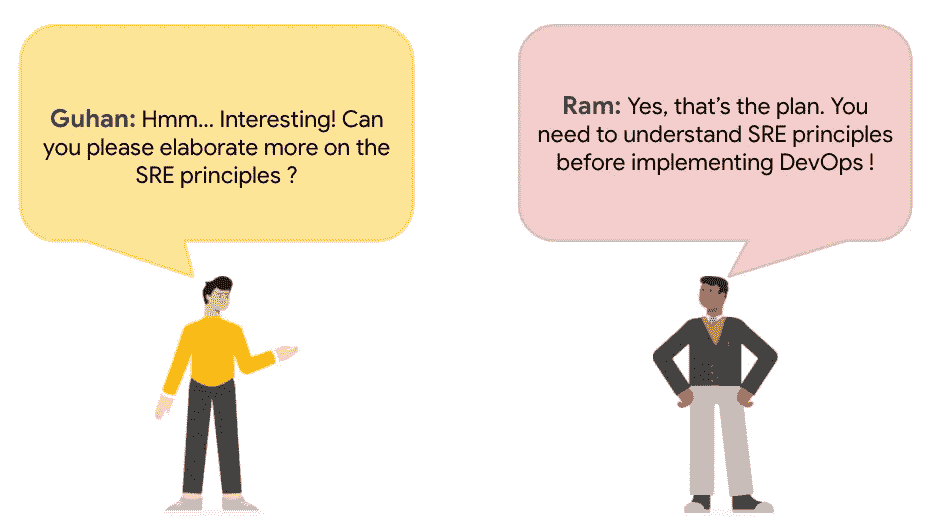 Guhan: Hmm... Interesting! Can
you please elaborate more on the
SRE principles ?
Ram: Yes, that's the plan. You
need to understand SRE principles
before implementing DevOps !